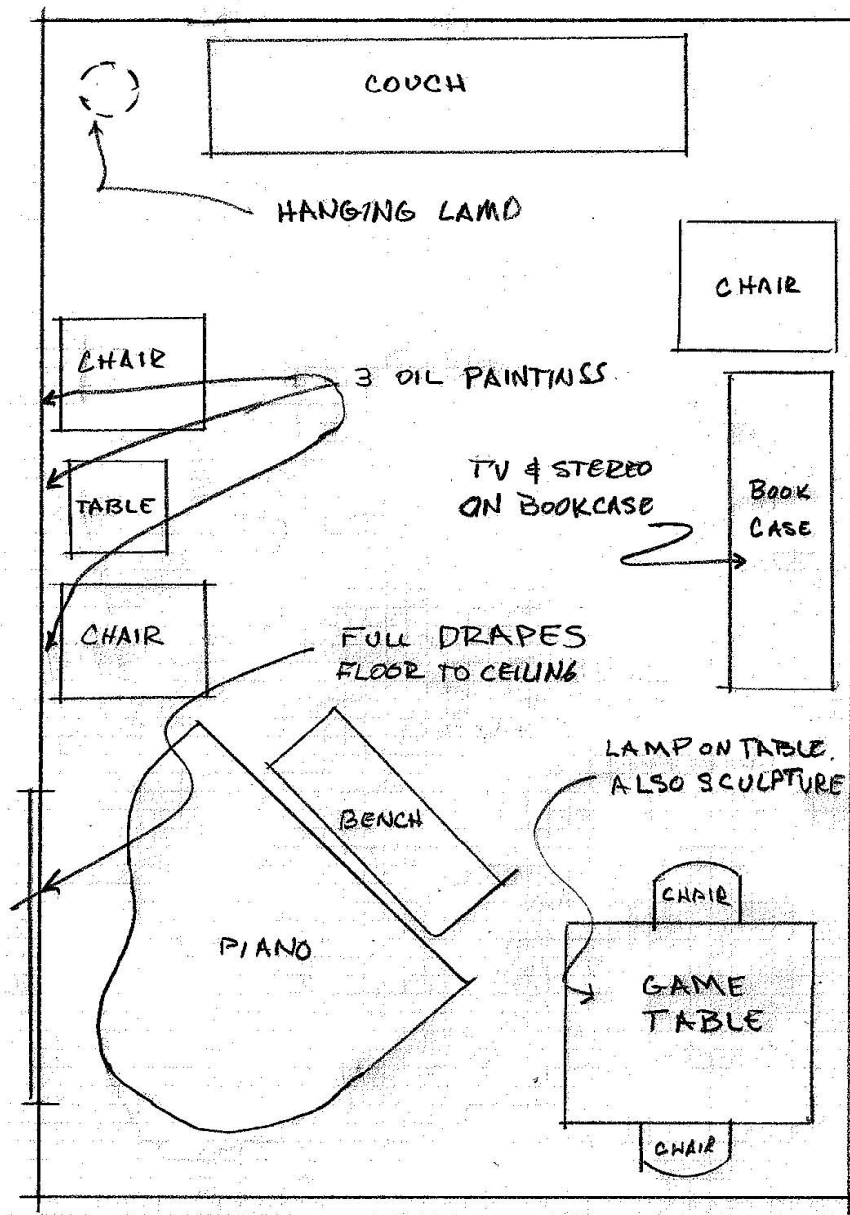 COUCH
HANGING LAMP
CHAIR
CHAIR
3 OIL PAINTINSS
TV & STEREO
ON BOOKCASE
BOOK
CASE
TABLE
CHAIR
FULL DRAPES
FLOOR TO CEILING
LAMP ON TABLE.
ALSO SCULPTURE
BENCH
CHAIR
PIANO
GAME
TABLE
CHAIR